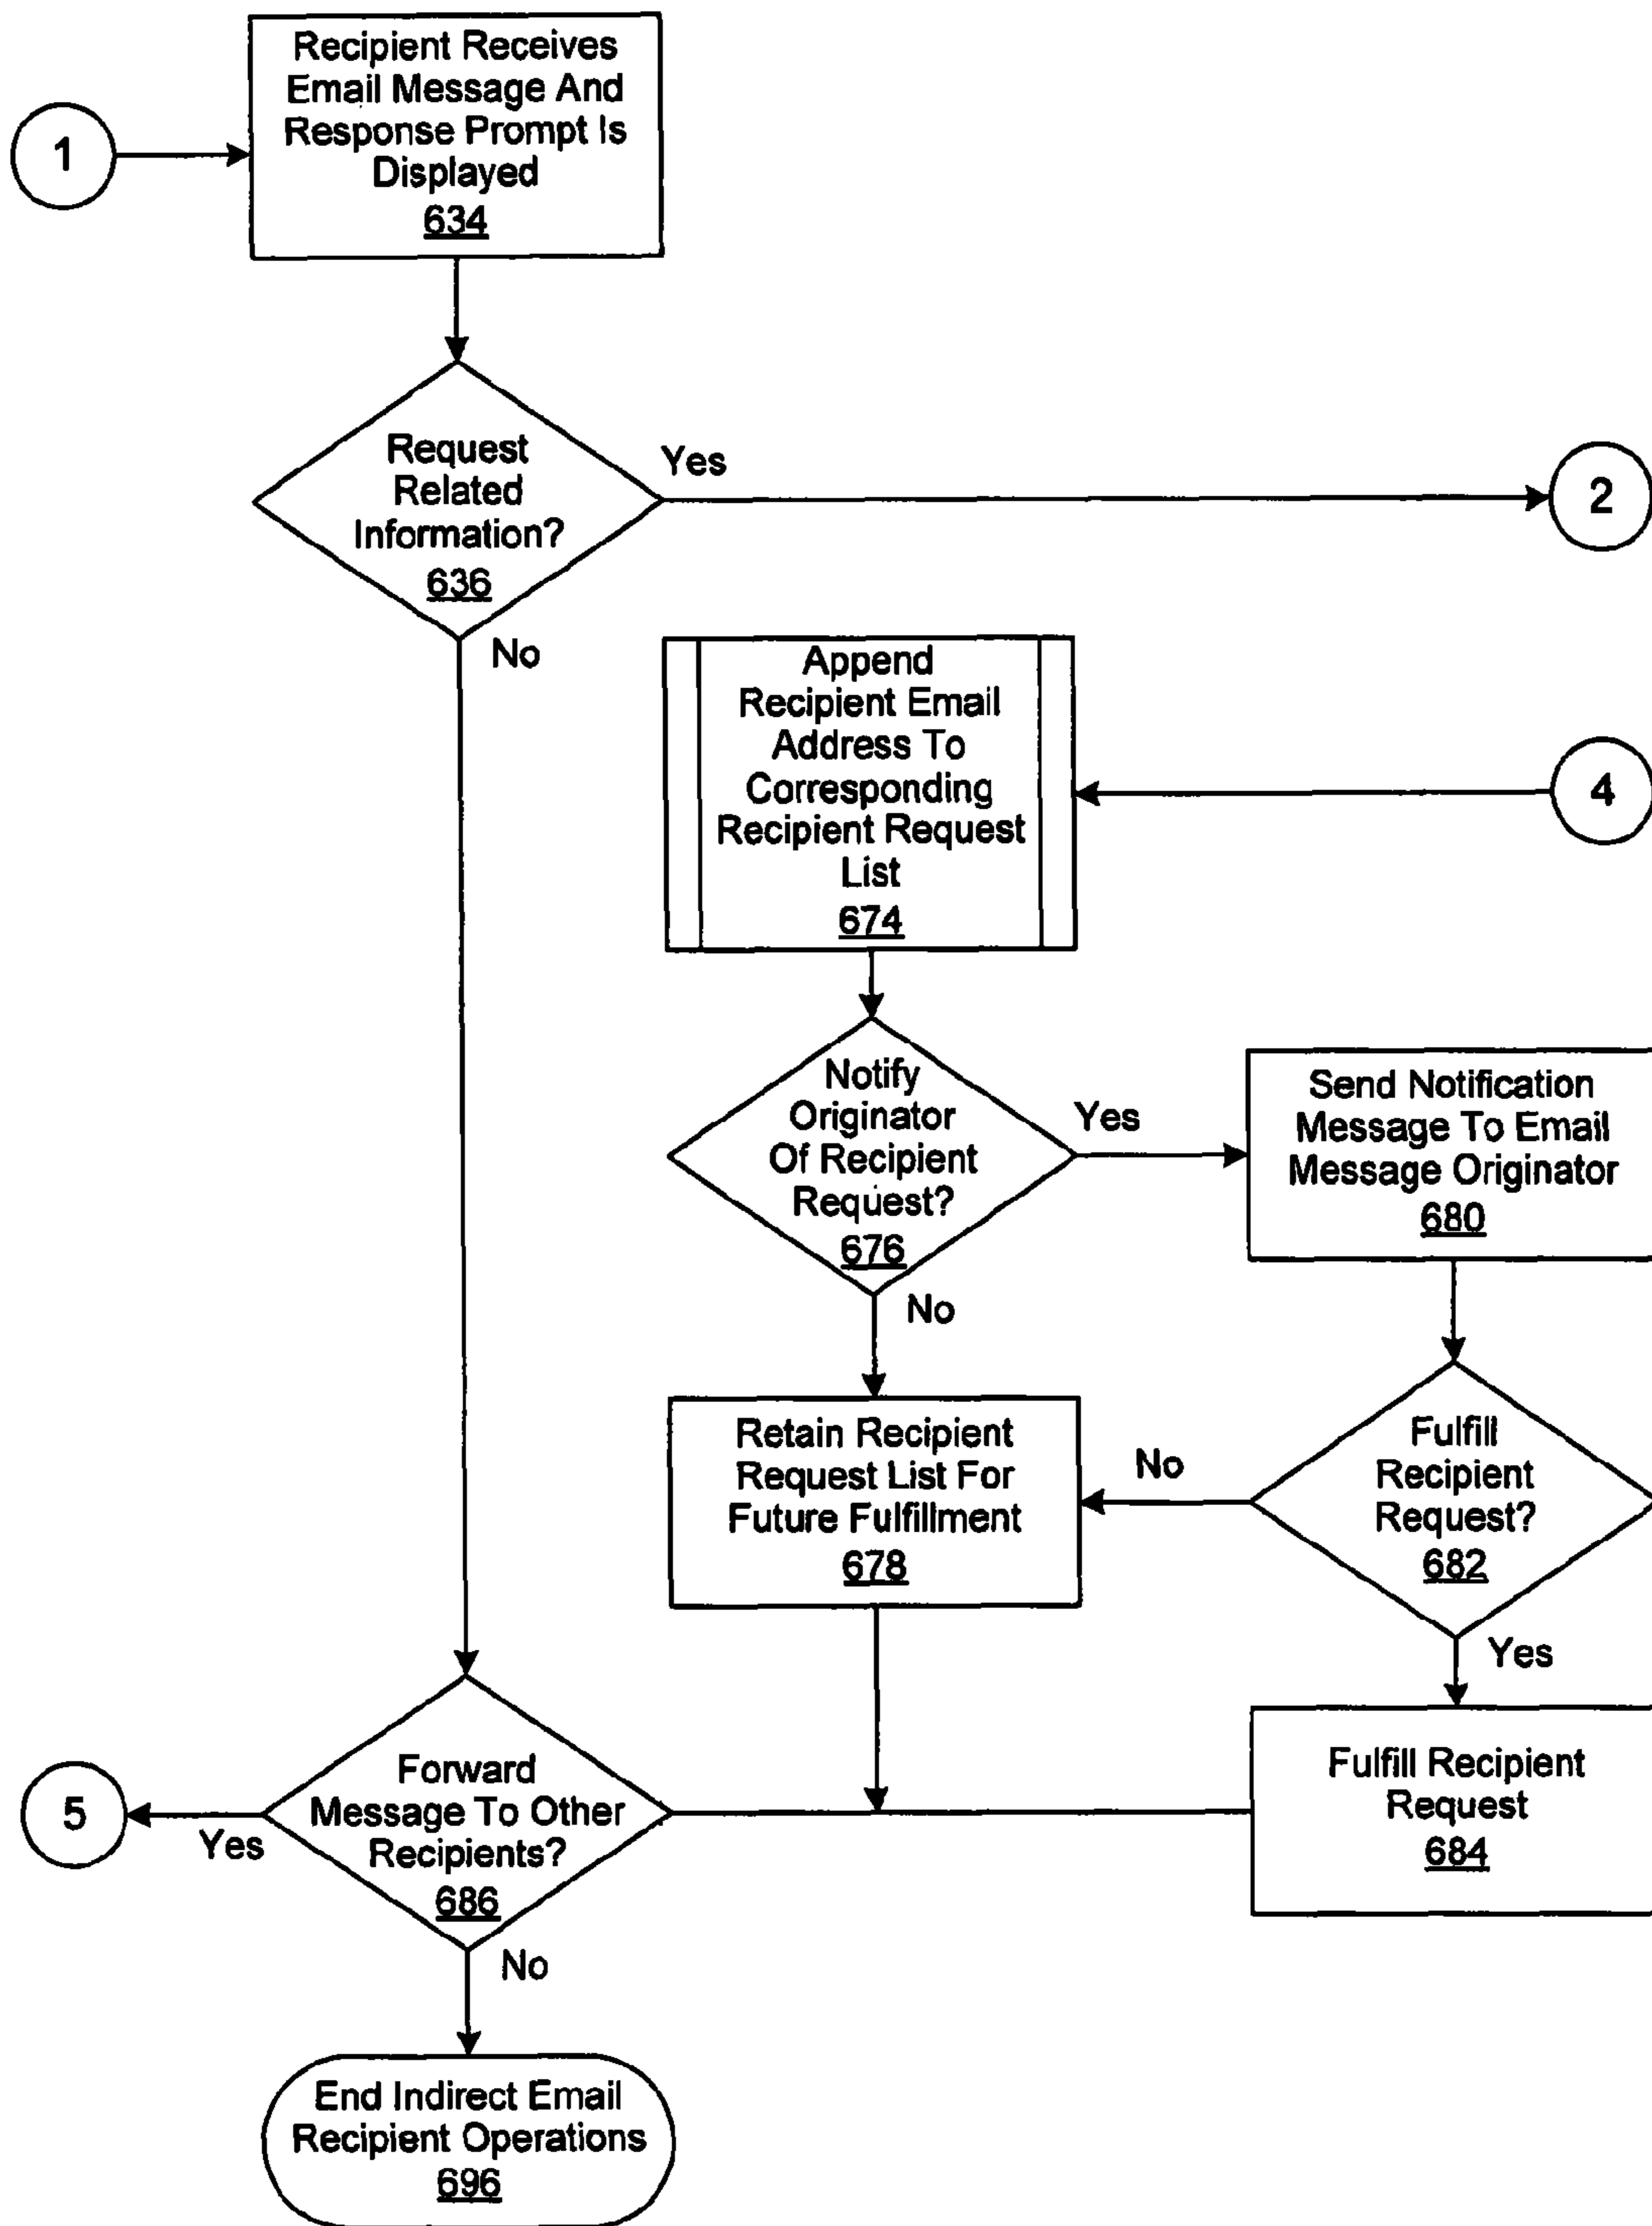 Recipient Receives
Email Message And
Response Prompt Is
Displayed
634
1
Request
Related
Information?
636
Yes
2
No
Append
Recipient Email
Address To
Corresponding
Recipient Request
List
674
4
Notify
Originator
Of Recipient
Request?
676
Yes
Send Notification
Message To Email
Message Originator
680
No
Retain Recipient
Request List For
Future Fulfillment
678
No
Fulfill
Recipient
Request?
682
Yes
Fulfill Recipient
Request
684
5
Yes
Forward
Message To Other
Recipients?
686
No
End Indirect Email
Recipient Operations
696